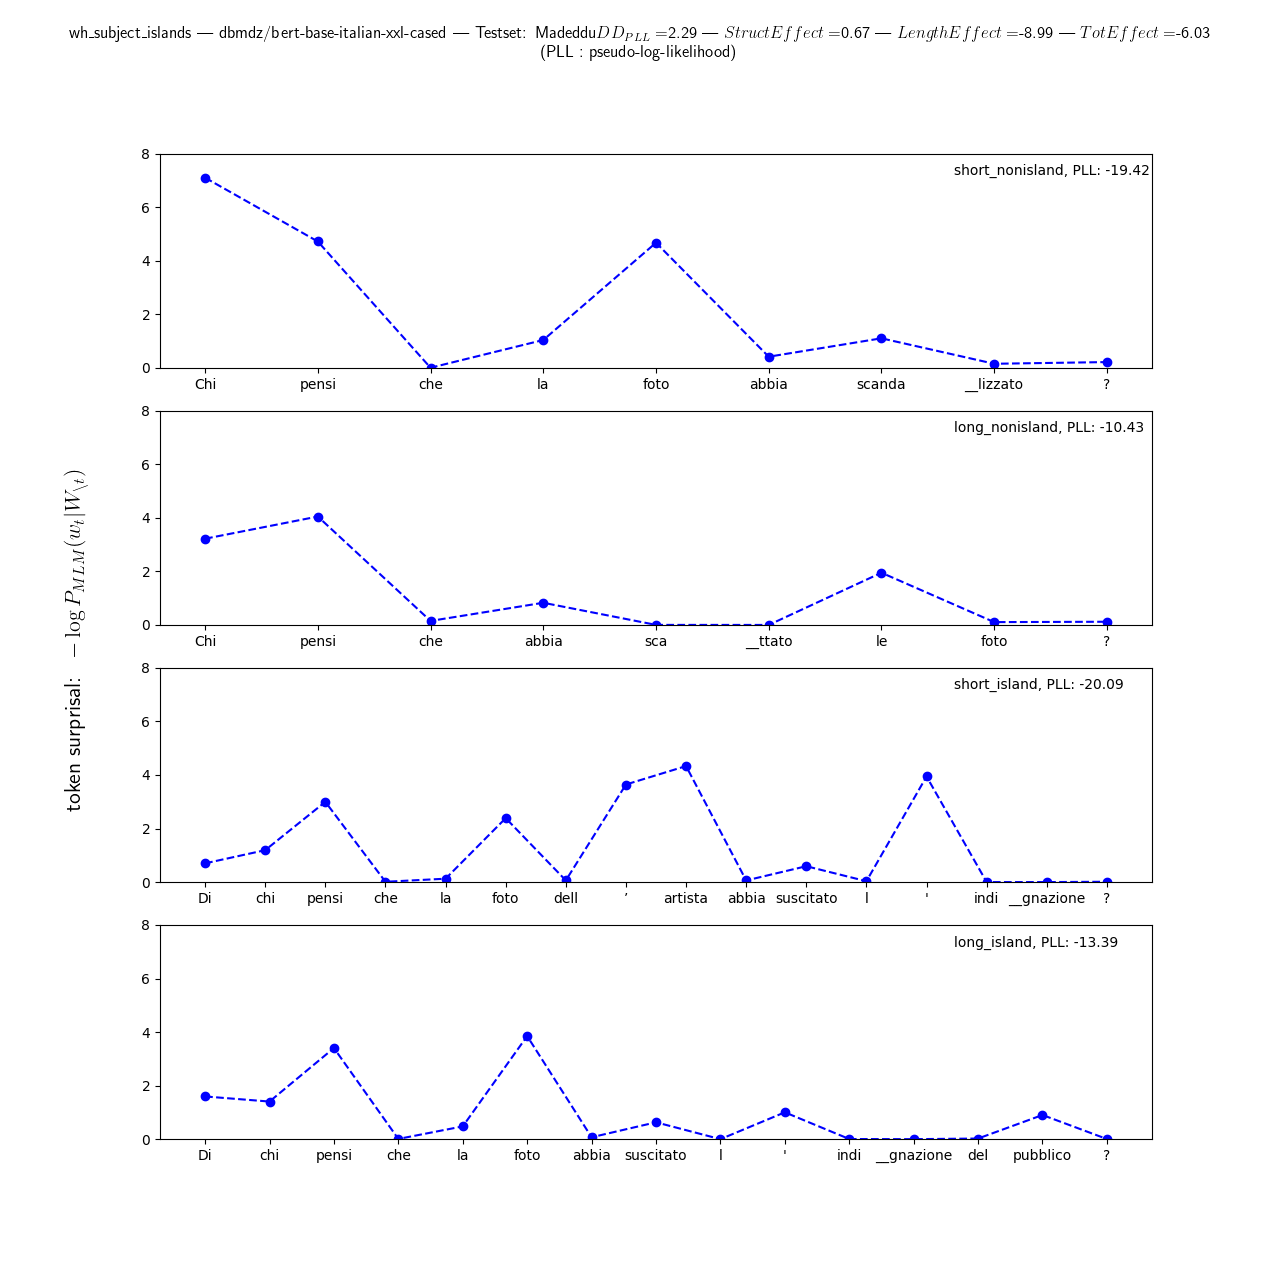 wh_subject_islands — dbmdz/bert-base-italian-xxl-cased — Testset: Madeddu DD_PLL =2.29 — StructEffect =0.67 — LengthEffect =-8.99 — TotEffect =-6.03
(PLL : pseudo-log-likelihood)
token surprisal: − log P_MLM(w_t|W_\t)
short_nonisland, PLL: -19.42
8
6
4
2
0
Chi pensi che la foto abbia scanda __lizzato ?
long_nonisland, PLL: -10.43
8
6
4
2
0
Chi pensi che abbia sca __ttato le foto ?
short_island, PLL: -20.09
8
6
4
2
0
Di chi pensi che la foto dell ’ artista abbia suscitato l ' indi __gnazione ?
long_island, PLL: -13.39
8
6
4
2
0
Di chi pensi che la foto abbia suscitato l ' indi __gnazione del pubblico ?